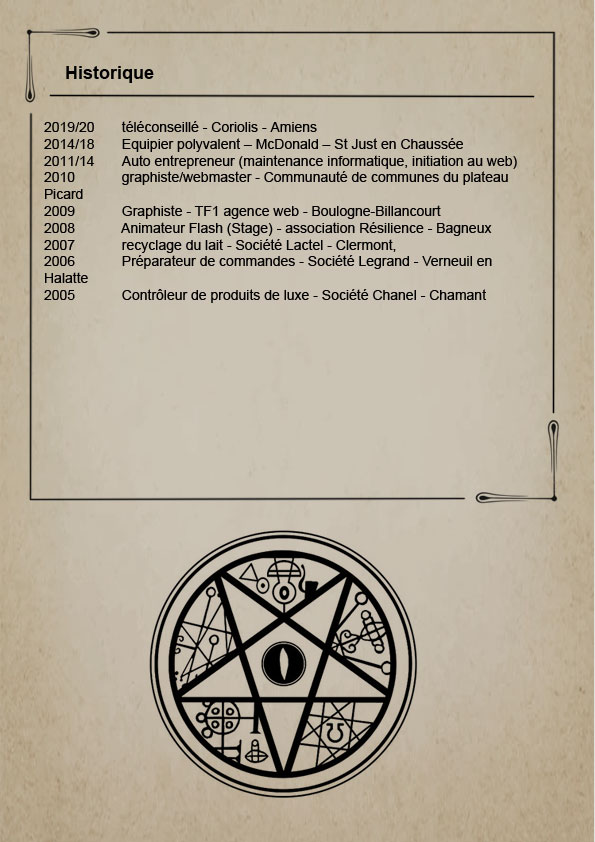 Historique
2019/20 téléconseillé - Coriolis - Amiens
2014/18 Equipier polyvalent – McDonald – St Just en Chaussée
2011/14 Auto entrepreneur (maintenance informatique, initiation au web)
2010 graphiste/webmaster - Communauté de communes du plateau
Picard
2009 Graphiste - TF1 agence web - Boulogne-Billancourt
2008 Animateur Flash (Stage) - association Résilience - Bagneux
2007 recyclage du lait - Société Lactel - Clermont,
2006 Préparateur de commandes - Société Legrand - Verneuil en
Halatte
2005 Contrôleur de produits de luxe - Société Chanel - Chamant